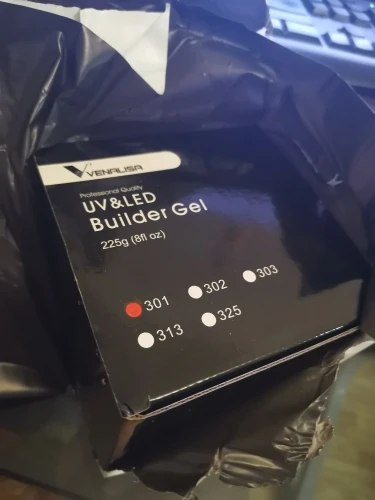 VENALISA
Professional Quality
UV&LED
Builder Gel
225g (8fl oz)
301 302 303
313 325